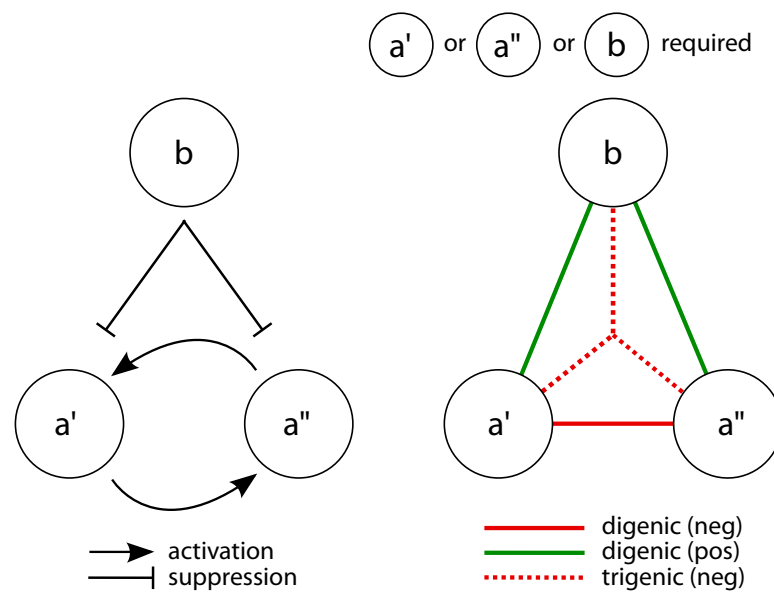 a' or a" or b required
b
b
a'
a"
a'
a"
activation
suppression
digenic (neg)
digenic (pos)
trigenic (neg)